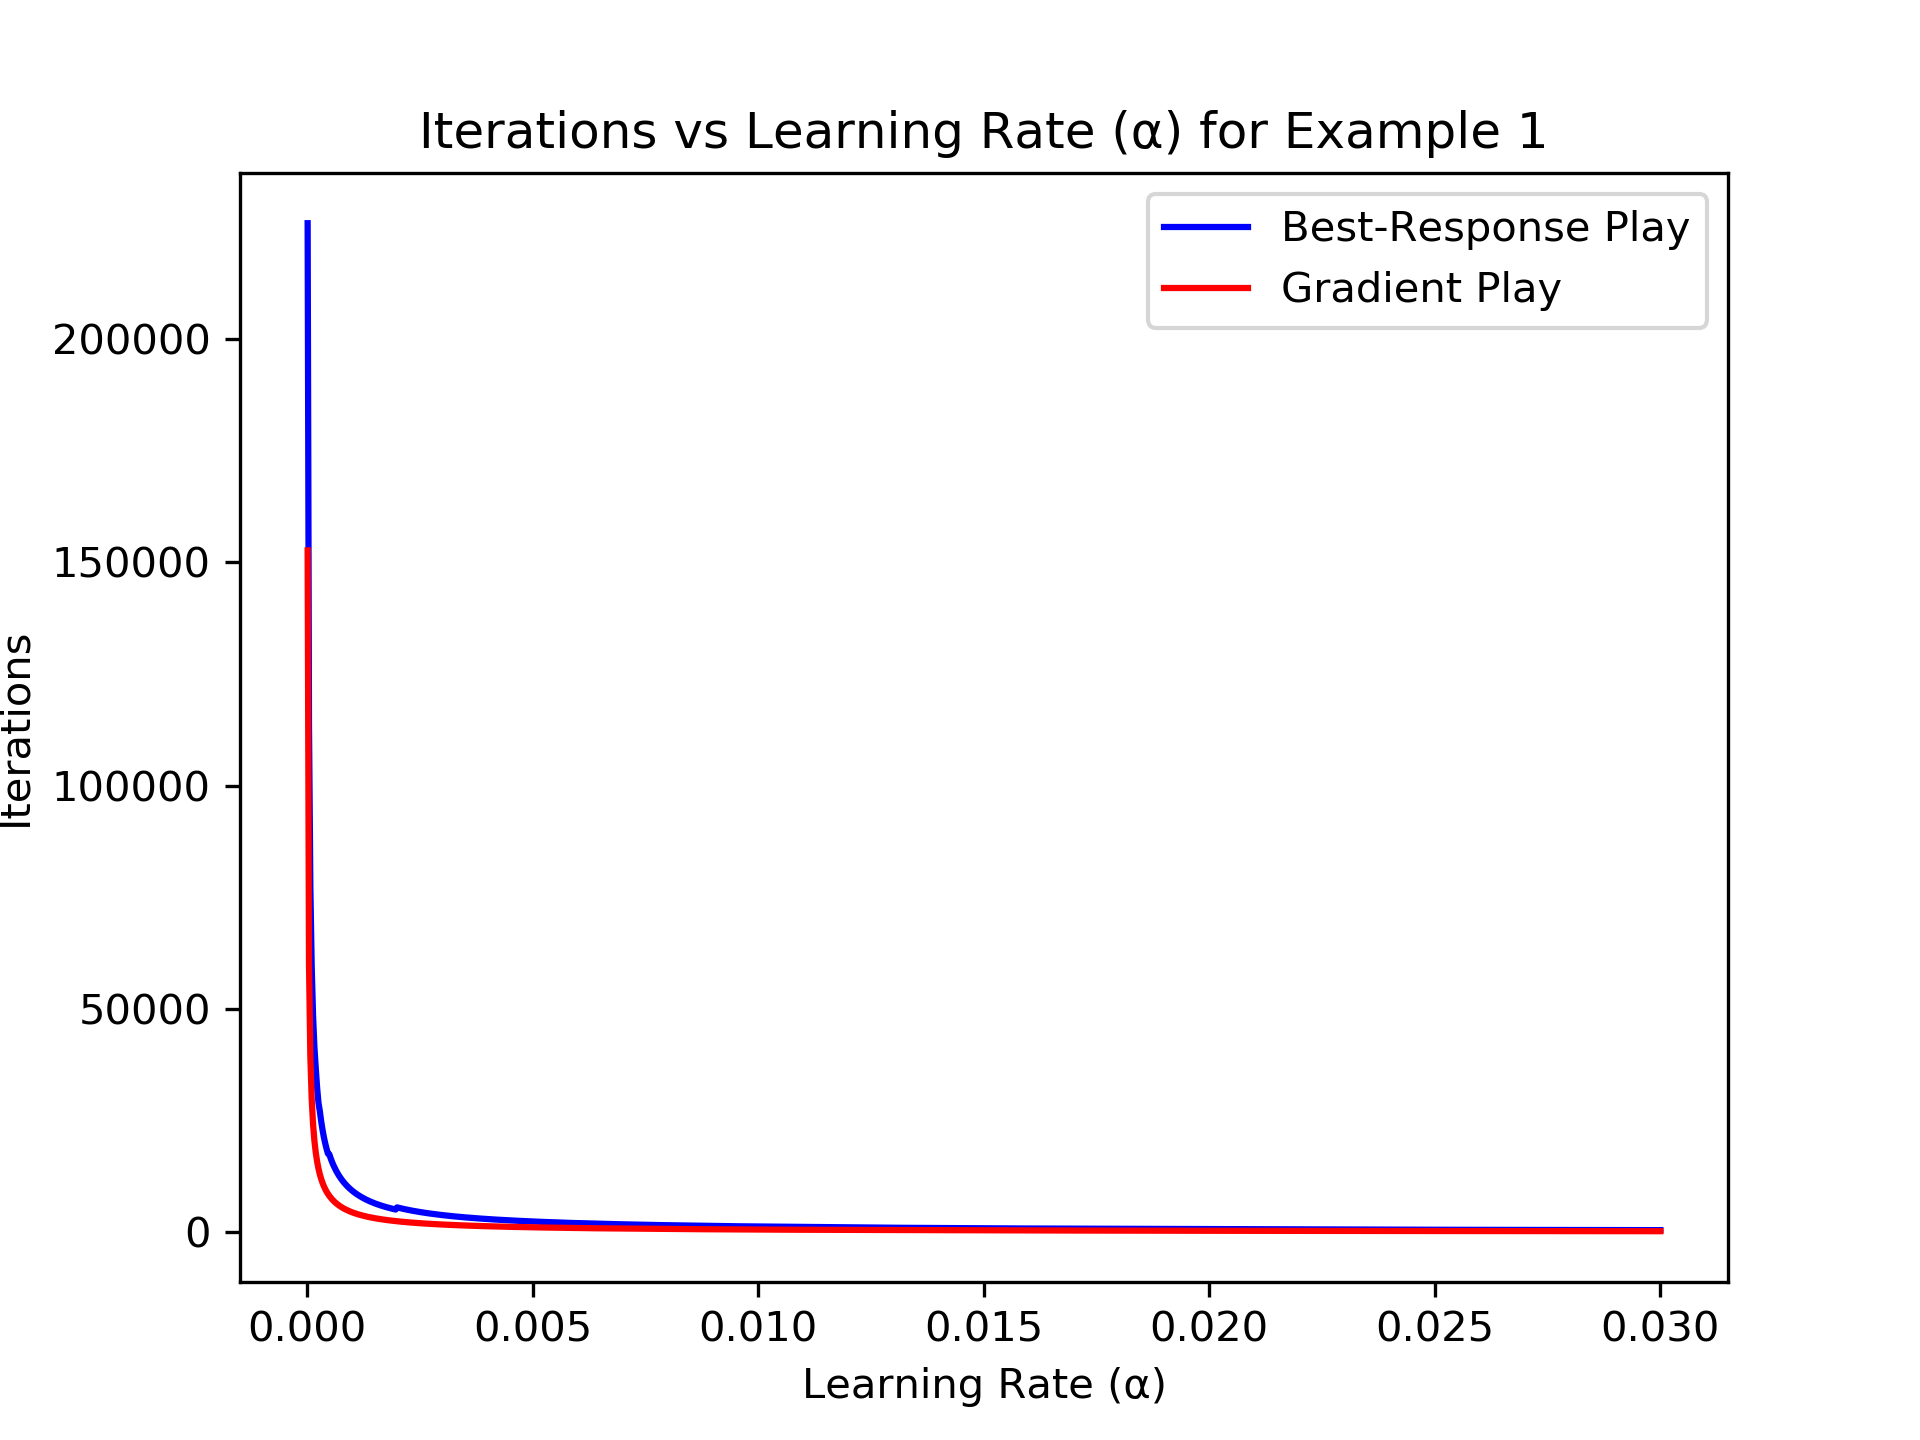 Iterations vs Learning Rate (α) for Example 1
Best-Response Play
Gradient Play
Iterations
200000
150000
100000
50000
0
0.000 0.005 0.010 0.015 0.020 0.025 0.030
Learning Rate (α)